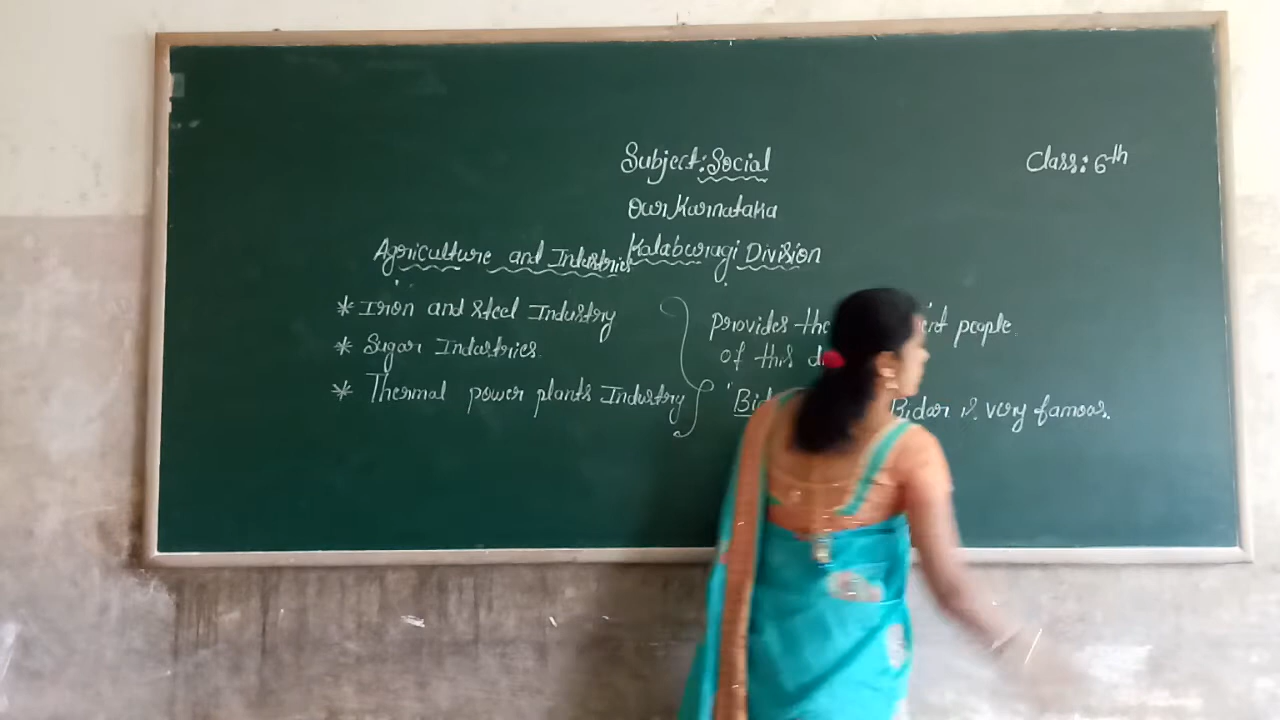 Subject: Social
Class: 6th
Our Karnataka
Kalaburagi Division
Agriculture and Industries
* Iron and Steel Industry
* Sugar Industries.
* Thermal power plants Industry
provides the people.
of this
Bidar is very famous.